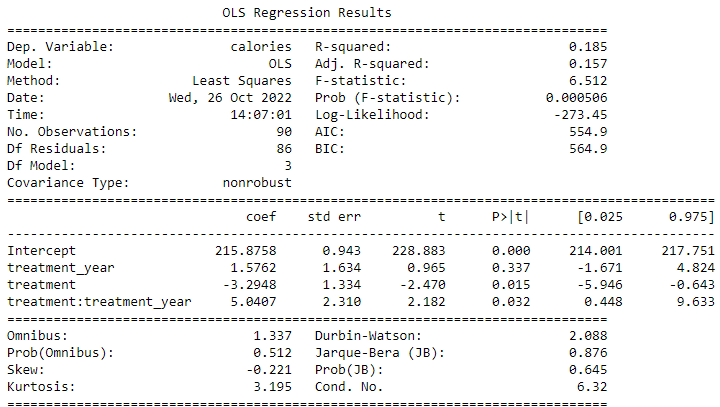 OLS Regression Results
Dep. Variable: calories R-squared: 0.185
Model: OLS Adj. R-squared: 0.157
Method: Least Squares F-statistic: 6.512
Date: Wed, 26 Oct 2022 Prob (F-statistic): 0.000506
Time: 14:07:01 Log-Likelihood: -273.45
No. Observations: 90 AIC: 554.9
Df Residuals: 86 BIC: 564.9
Df Model: 3
Covariance Type: nonrobust
coef std err t P>|t| [0.025 0.975]
Intercept 215.8758 0.943 228.883 0.000 214.001 217.751
treatment_year 1.5762 1.634 0.965 0.337 -1.671 4.824
treatment -3.2948 1.334 -2.470 0.015 -5.946 -0.643
treatment:treatment_year 5.0407 2.310 2.182 0.032 0.448 9.633
Omnibus: 1.337 Durbin-Watson: 2.088
Prob(Omnibus): 0.512 Jarque-Bera (JB): 0.876
Skew: -0.221 Prob(JB): 0.645
Kurtosis: 3.195 Cond. No. 6.32